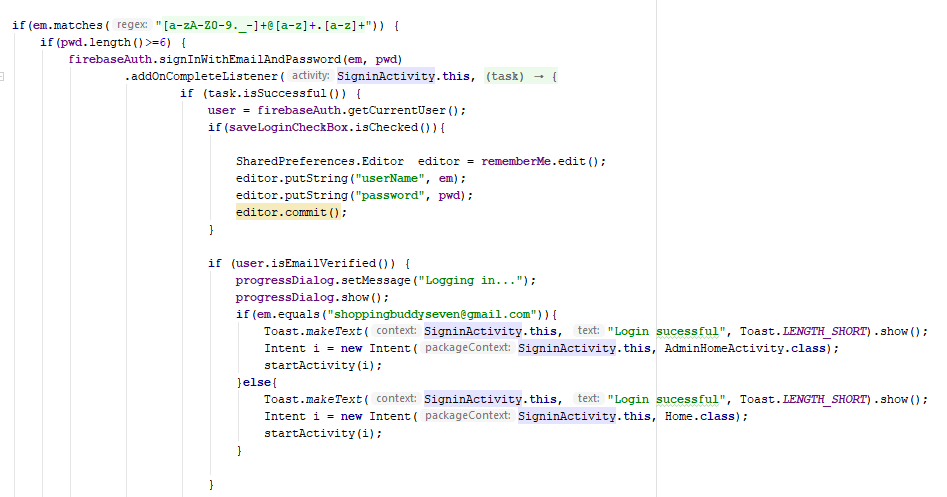 if(em.matches( regex: "[a-zA-Z0-9._-]+@[a-z]+.[a-z]+")) {
if(pwd.length()>=6) {
firebaseAuth.signInWithEmailAndPassword(em, pwd)
.addOnCompleteListener( activity: SigninActivity.this, (task) → {
if (task.isSuccessful()) {
user = firebaseAuth.getCurrentUser();
if(saveLoginCheckBox.isChecked()){
SharedPreferences.Editor  editor = rememberMe.edit();
editor.putString("userName", em);
editor.putString("password", pwd);
editor.commit();
}
if (user.isEmailVerified()) {
progressDialog.setMessage("Logging in...");
progressDialog.show();
if(em.equals("shoppingbuddyseven@gmail.com")){
Toast.makeText( context: SigninActivity.this, text: "Login sucessful", Toast.LENGTH_SHORT).show();
Intent i = new Intent( packageContext: SigninActivity.this, AdminHomeActivity.class);
startActivity(i);
}else{
Toast.makeText( context: SigninActivity.this, text: "Login sucessful", Toast.LENGTH_SHORT).show();
Intent i = new Intent( packageContext: SigninActivity.this, Home.class);
startActivity(i);
}
}